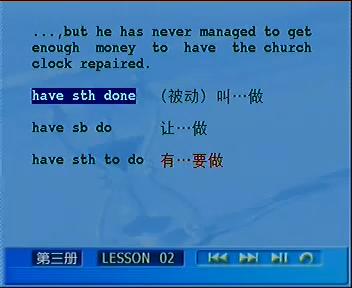 ...,but he has never managed to get
enough money to have the church
clock repaired.
have sth done （被动）叫…做
have sb do 让…做
have sth to do 有…要做
第三册 LESSON 02